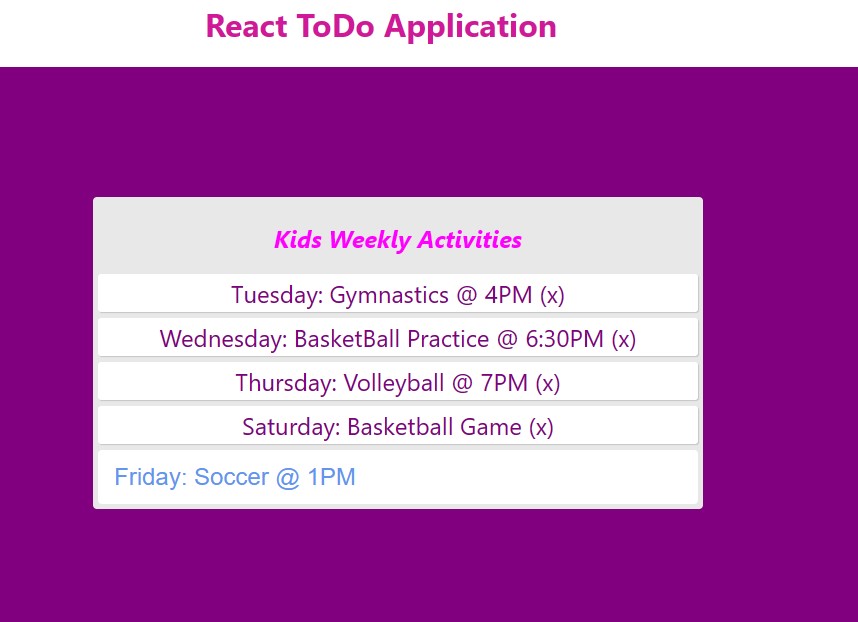 React ToDo Application
Kids Weekly Activities
Tuesday: Gymnastics @ 4PM (x)
Wednesday: BasketBall Practice @ 6:30PM (x)
Thursday: Volleyball @ 7PM (x)
Saturday: Basketball Game (x)
Friday: Soccer @ 1PM